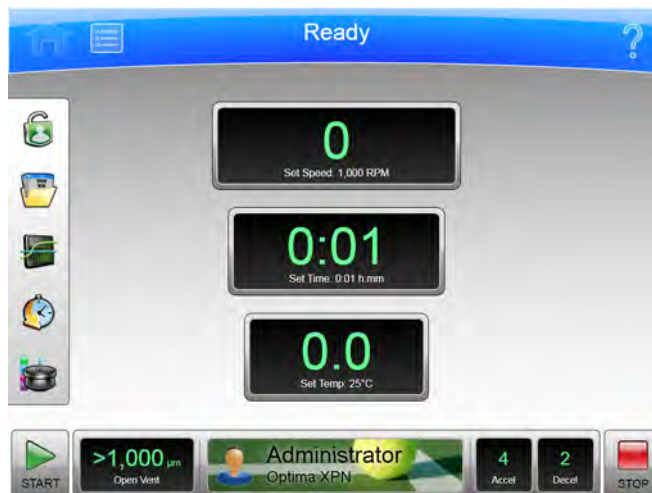 Ready
0
Set Speed: 1,000 RPM
0:01
Set Time: 0:01 h:mm
0.0
Set Temp: 25°C
START
>1,000 µm
Open Vent
Administrator
Optima XPN
4
Accel
2
Decel
STOP